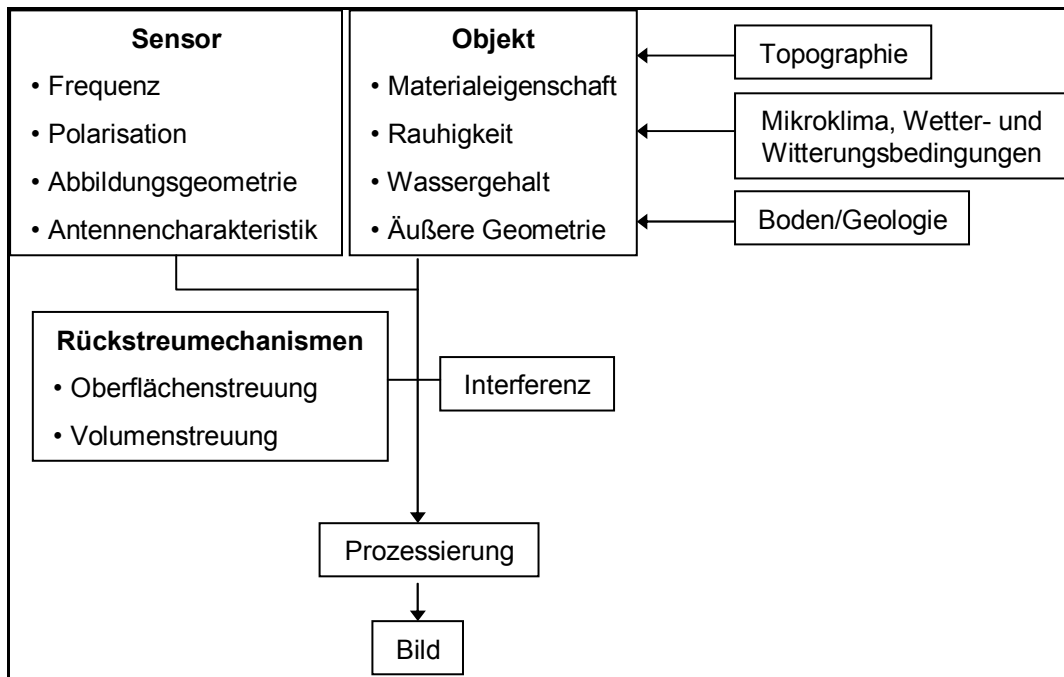 Sensor
• Frequenz
• Polarisation
• Abbildungsgeometrie
• Antennencharakteristik
Objekt
• Materialeigenschaft
• Rauhigkeit
• Wassergehalt
• Äußere Geometrie
Topographie
Mikroklima, Wetter- und
Witterungsbedingungen
Boden/Geologie
Rückstreumechanismen
• Oberflächenstreuung
• Volumenstreuung
Interferenz
Prozessierung
Bild